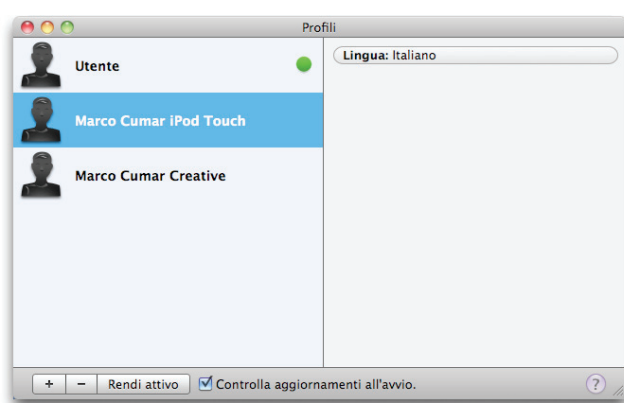 Profili
Utente
Marco Cumar iPod Touch
Marco Cumar Creative
Lingua: Italiano
+ − Rendi attivo Controlla aggiornamenti all'avvio. ?